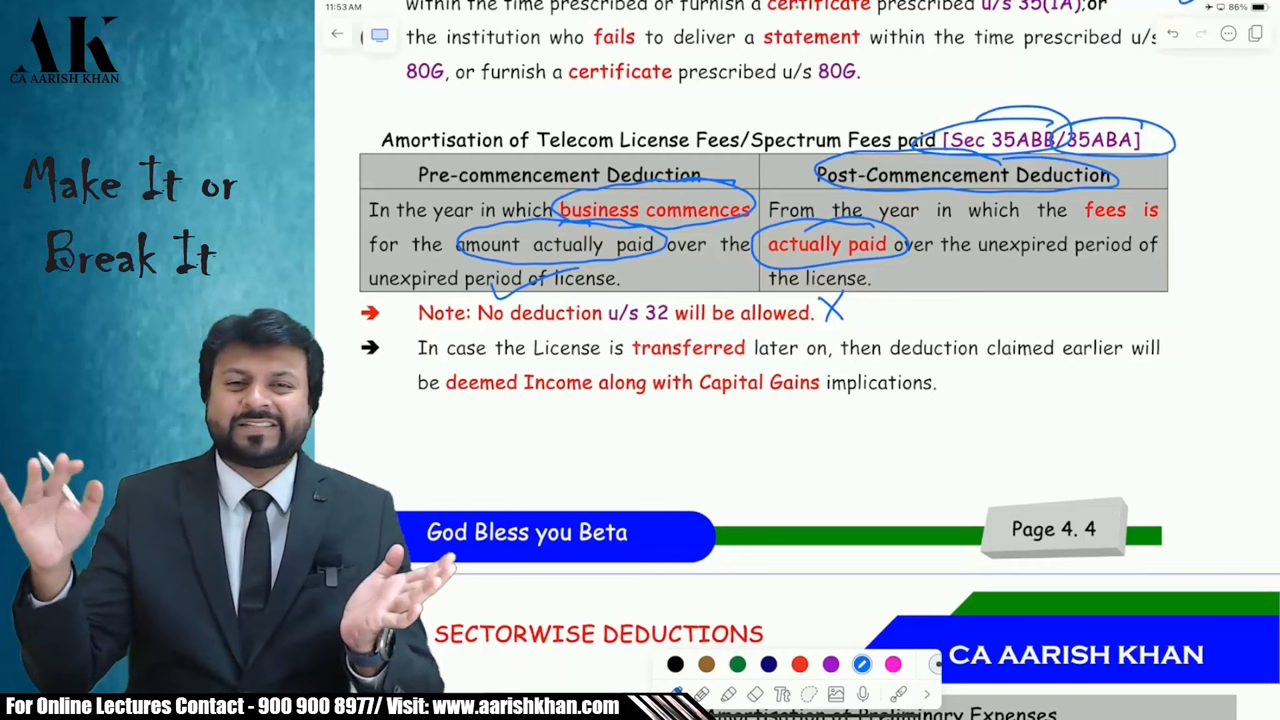 11:53 AM
86%
AK
CA AARISH KHAN
Make It or
Break It
within the time prescribed or furnish a certificate prescribed u/s 35(1A);or
the institution who fails to deliver a statement within the time prescribed u/s
80G, or furnish a certificate prescribed u/s 80G.
Amortisation of Telecom License Fees/Spectrum Fees paid [Sec 35ABB/35ABA]
Pre-commencement Deduction
In the year in which business commences
for the amount actually paid over the
unexpired period of license.
Post-Commencement Deduction
From the year in which the fees is
actually paid over the unexpired period of
the license.
➔ Note: No deduction u/s 32 will be allowed. X
➔ In case the License is transferred later on, then deduction claimed earlier will
be deemed Income along with Capital Gains implications.
God Bless you Beta
Page 4. 4
SECTORWISE DEDUCTIONS
CA AARISH KHAN
Tt
Amortisation of Preliminary Expenses
For Online Lectures Contact - 900 900 8977/ Visit: www.aarishkhan.com